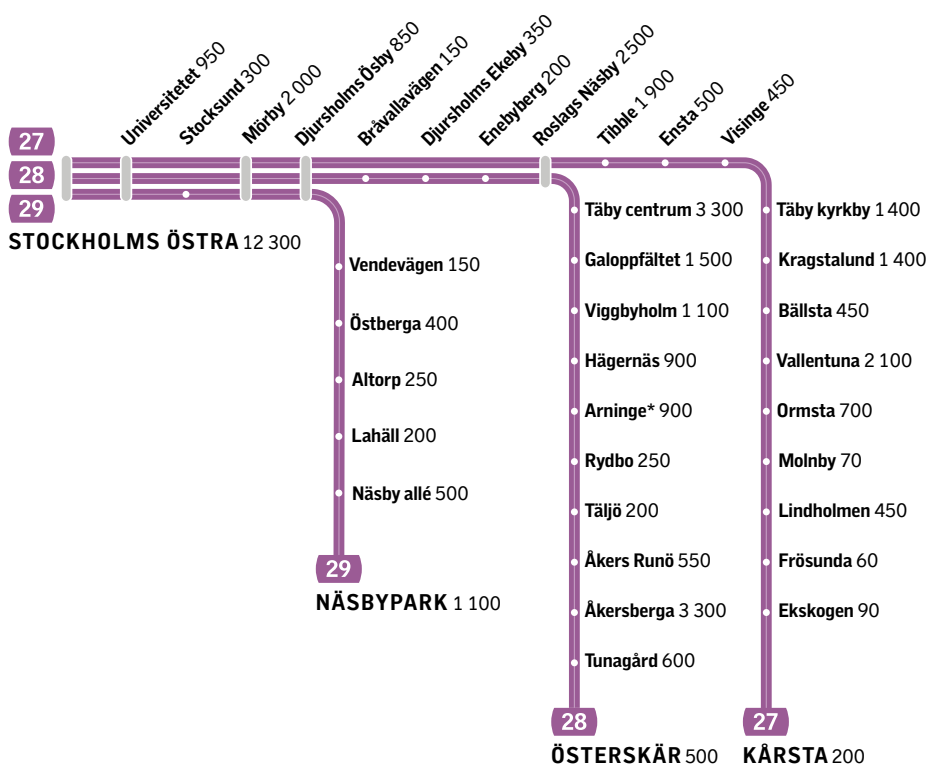 Universitetet 950
Stocksund 300
Mörby 2 000
Djursholms Ösby 850
Bråvallavägen 150
Djursholms Ekeby 350
Enebyberg 200
Roslags Näsby 2 500
Tibble 1 900
Ensta 500
Visinge 450
27
28
29
STOCKHOLMS ÖSTRA 12 300
Vendevägen 150
Östberga 400
Altorp 250
Lahäll 200
Näsby allé 500
29
NÄSBYPARK 1 100
Täby centrum 3 300
Galoppfältet 1 500
Viggbyholm 1 100
Hägernäs 900
Arninge* 900
Rydbo 250
Täljö 200
Åkers Runö 550
Åkersberga 3 300
Tunagård 600
28
ÖSTERSKÄR 500
Täby kyrkby 1 400
Kragstalund 1 400
Bällsta 450
Vallentuna 2 100
Ormsta 700
Molnby 70
Lindholmen 450
Frösunda 60
Ekskogen 90
27
KÅRSTA 200